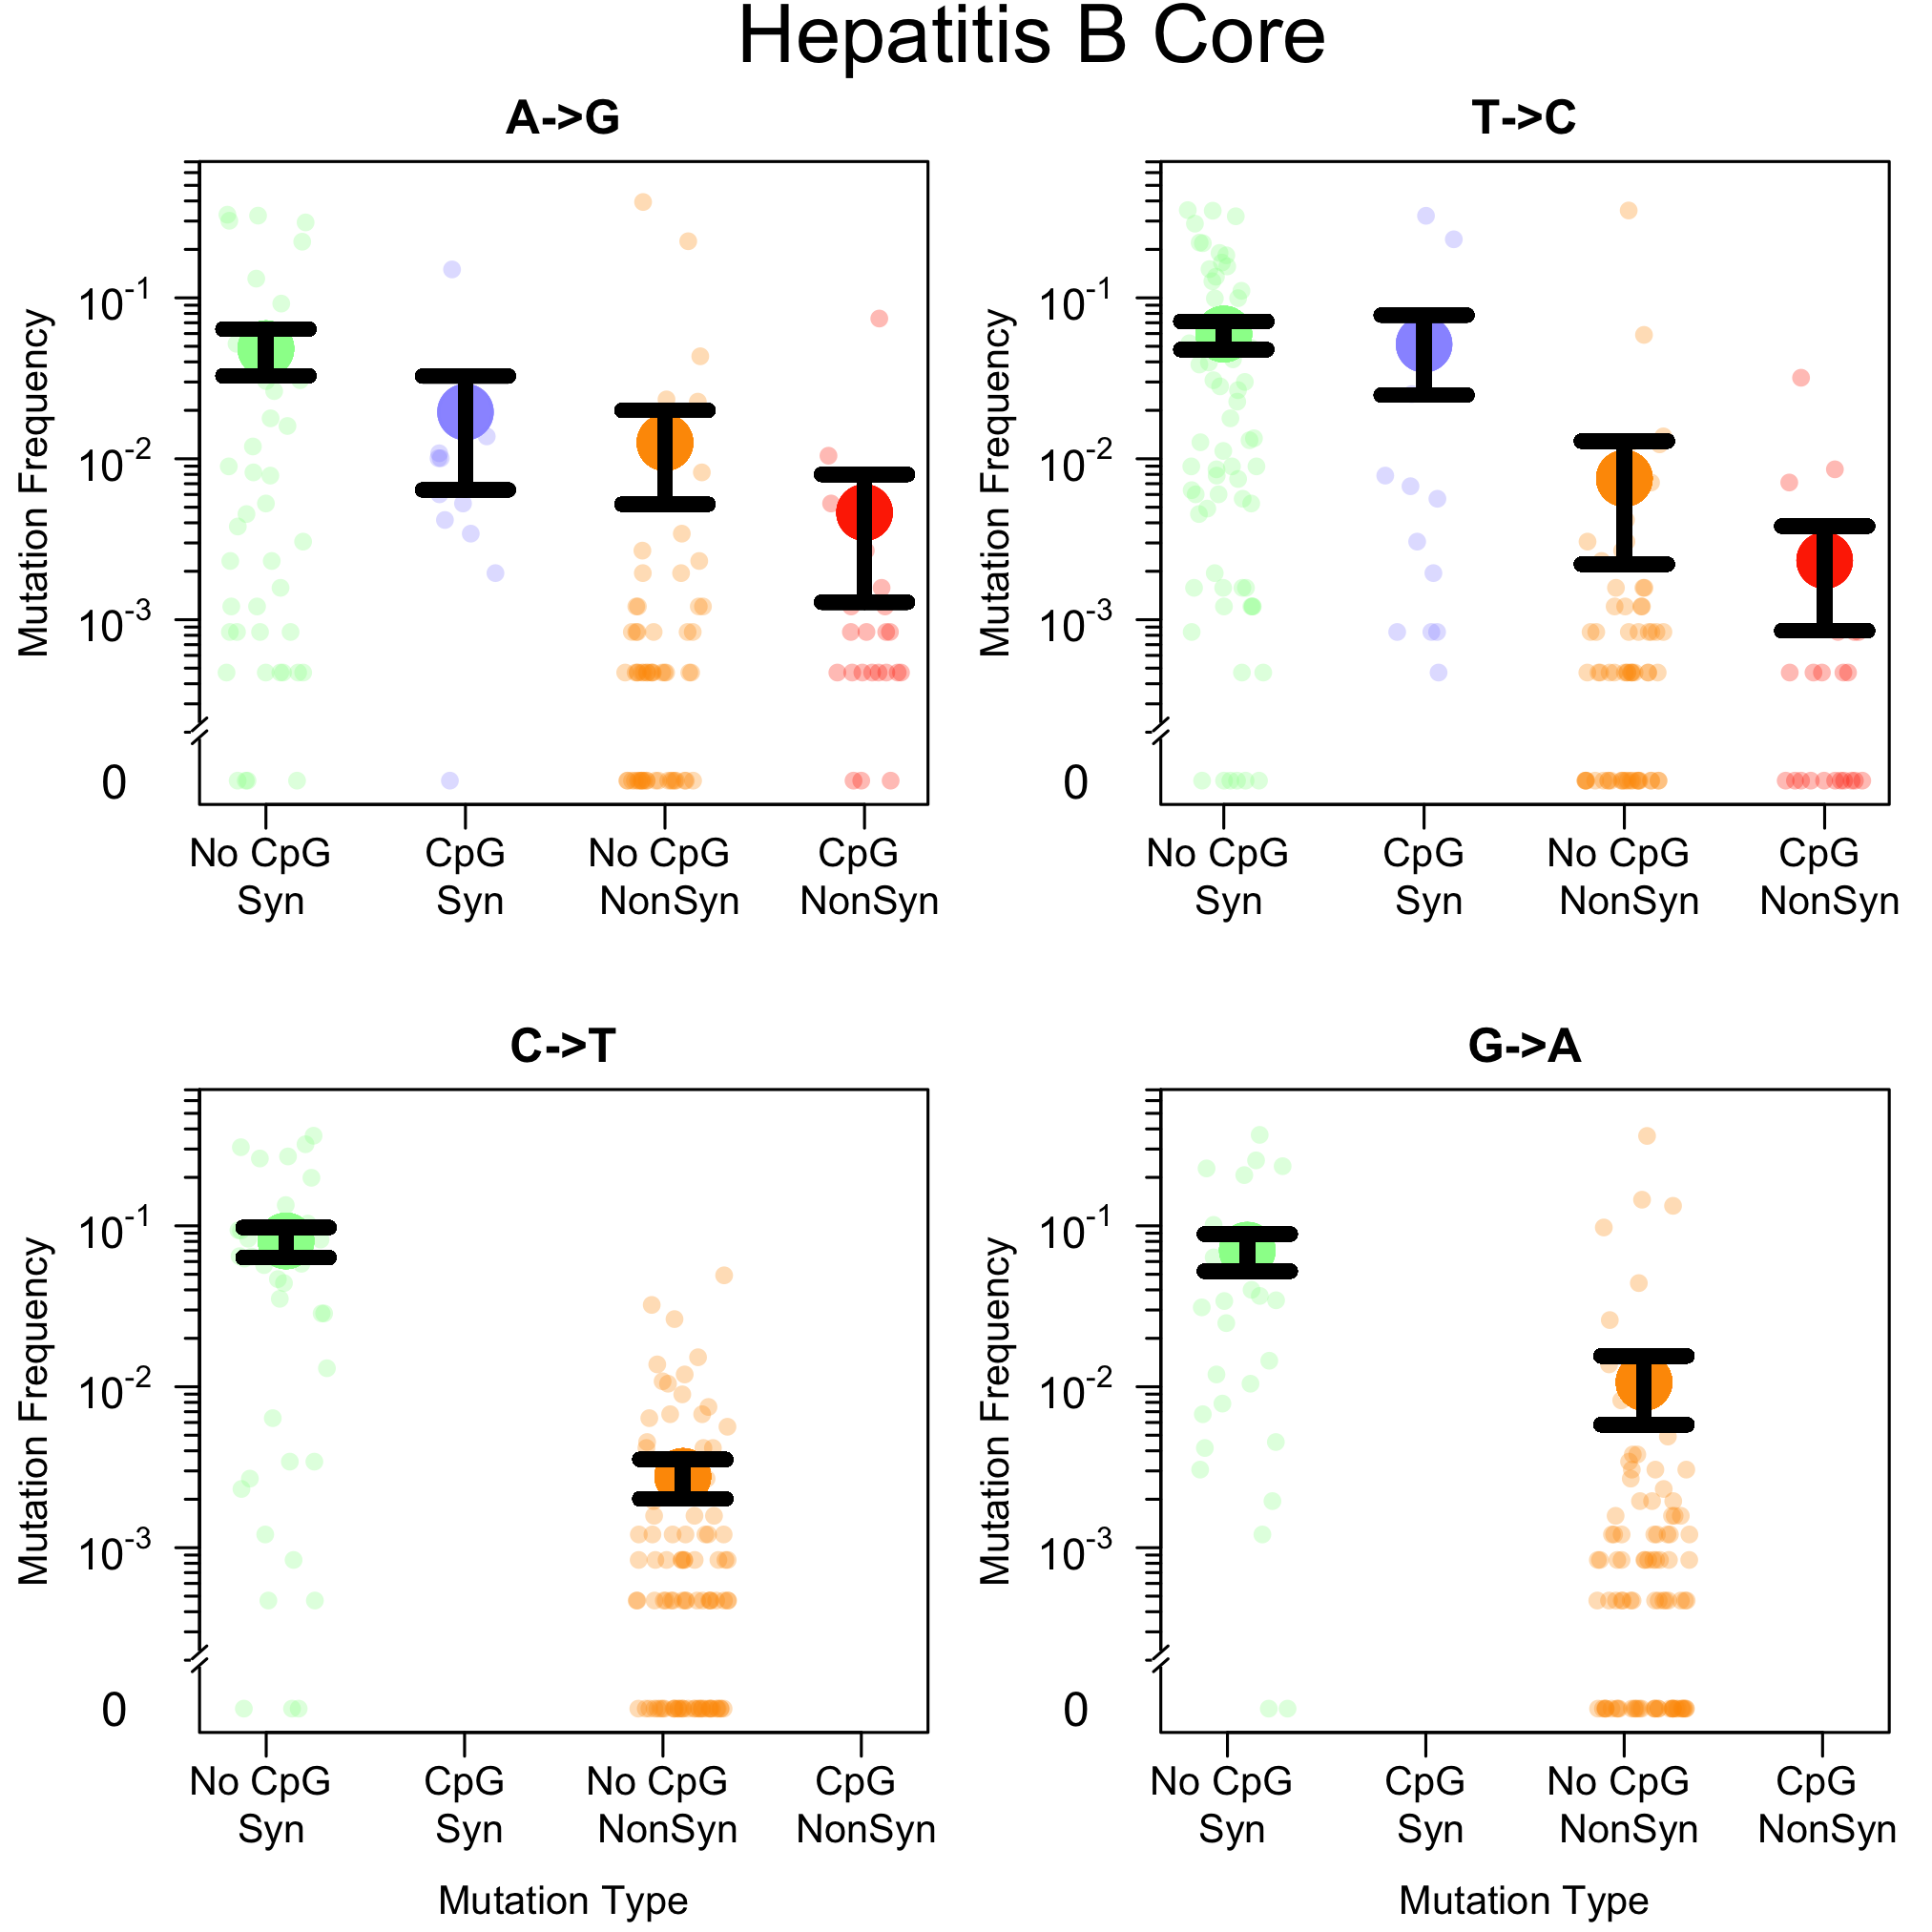 Hepatitis B Core
A->G
Mutation Frequency
10-1
10-2
10-3
0
No CpG CpG No CpG CpG
Syn Syn NonSyn NonSyn
T->C
Mutation Frequency
10-1
10-2
10-3
0
No CpG CpG No CpG CpG
Syn Syn NonSyn NonSyn
C->T
Mutation Frequency
10-1
10-2
10-3
0
No CpG CpG No CpG CpG
Syn Syn NonSyn NonSyn
Mutation Type
G->A
Mutation Frequency
10-1
10-2
10-3
0
No CpG CpG No CpG CpG
Syn Syn NonSyn NonSyn
Mutation Type